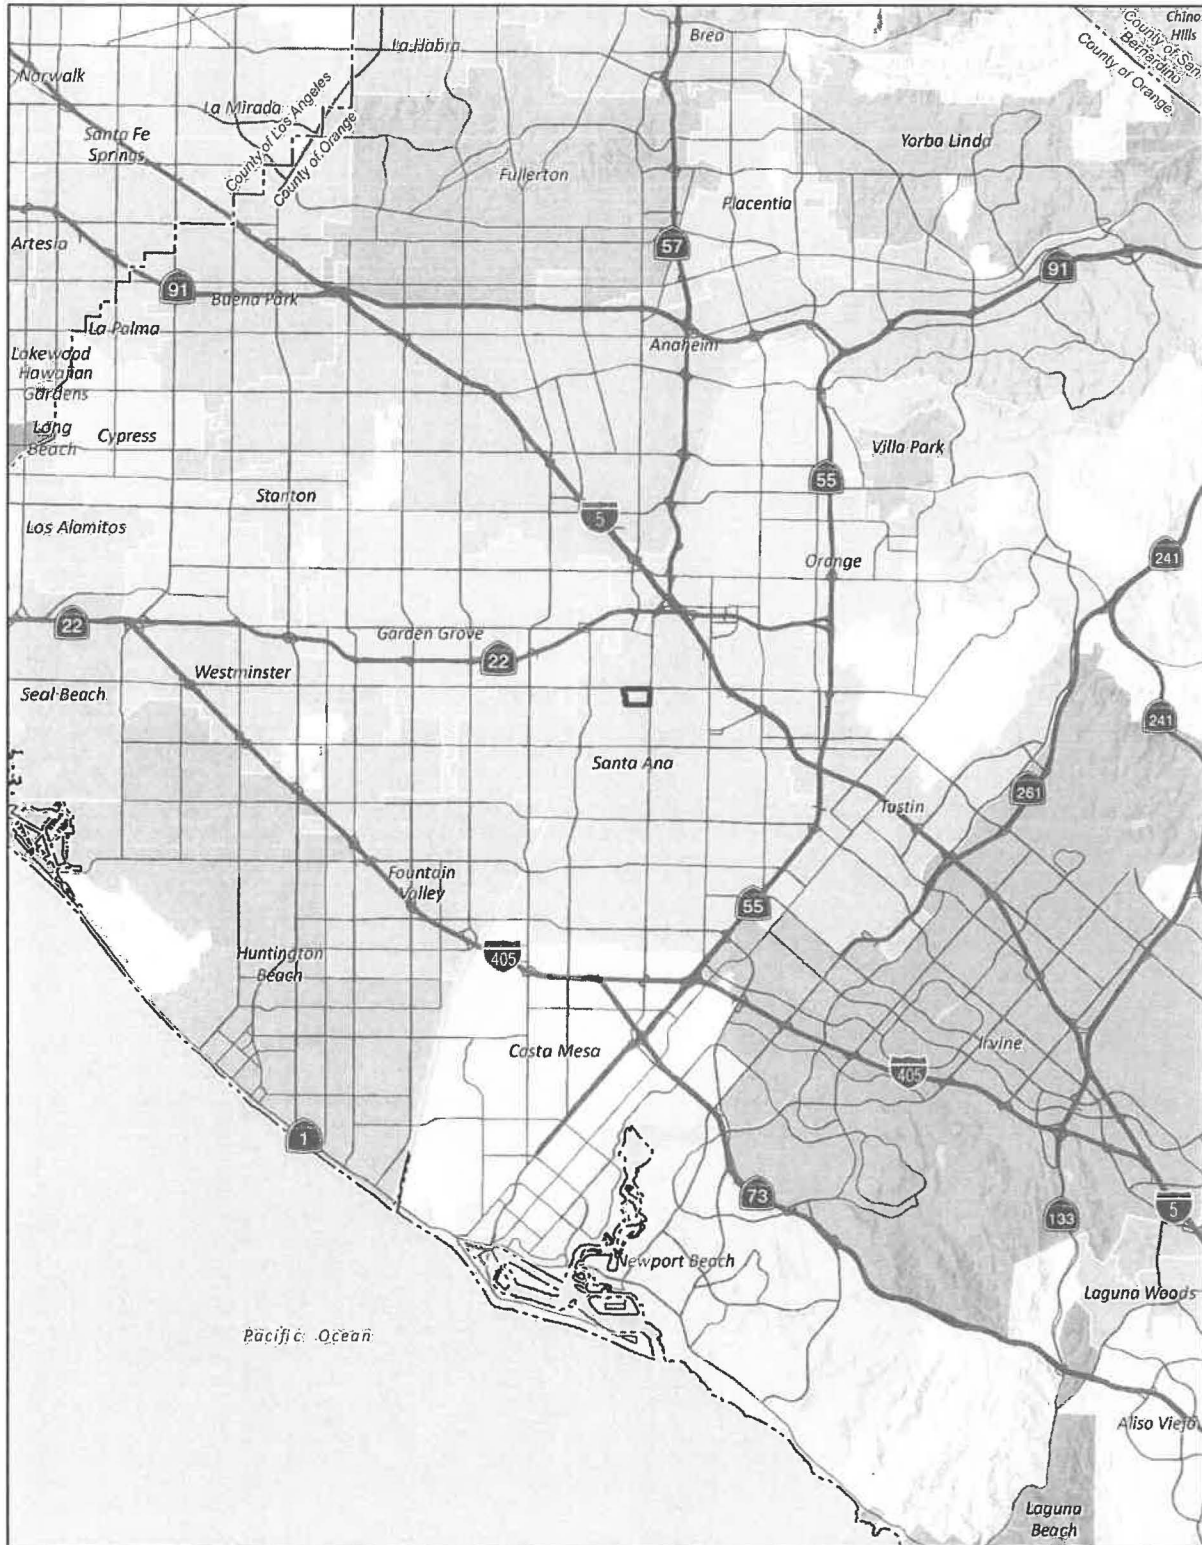 Chino
Hills
County of San
Bernardino
County of Orange
Brea
La Habra
Norwalk
La Mirada
County of Los Angeles
County of Orange
Santa Fe
Springs
Yorba Linda
Fullerton
Placentia
Artesia
57
91
91
Buena Park
La Palma
Anaheim
Lakewood
Hawaiian
Gardens
Long
Beach
Cypress
Villa Park
55
Stanton
5
Los Alamitos
Orange
241
22
Garden Grove
22
Westminster
Seal Beach
241
Santa Ana
261
Tustin
Fountain
Valley
55
Huntington
Beach
405
Costa Mesa
Irvine
405
1
73
133
5
Newport Beach
Laguna Woods
Pacific Ocean
Aliso Viejo
Laguna
Beach